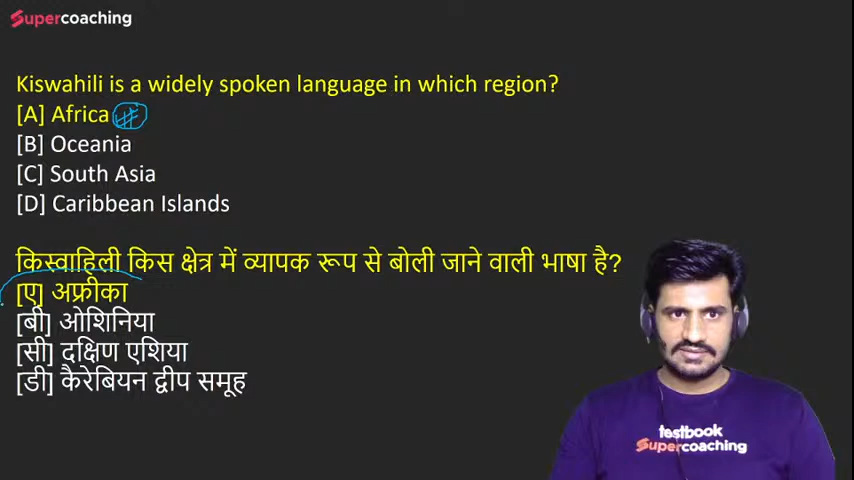 Supercoaching
Kiswahili is a widely spoken language in which region?
[A] Africa
[B] Oceania
[C] South Asia
[D] Caribbean Islands
किस्वाहिली किस क्षेत्र में व्यापक रूप से बोली जाने वाली भाषा है?
[ए] अफ्रीका
[बी] ओशिनिया
[सी] दक्षिण एशिया
[डी] कैरेबियन द्वीप समूह
testbook
Supercoaching